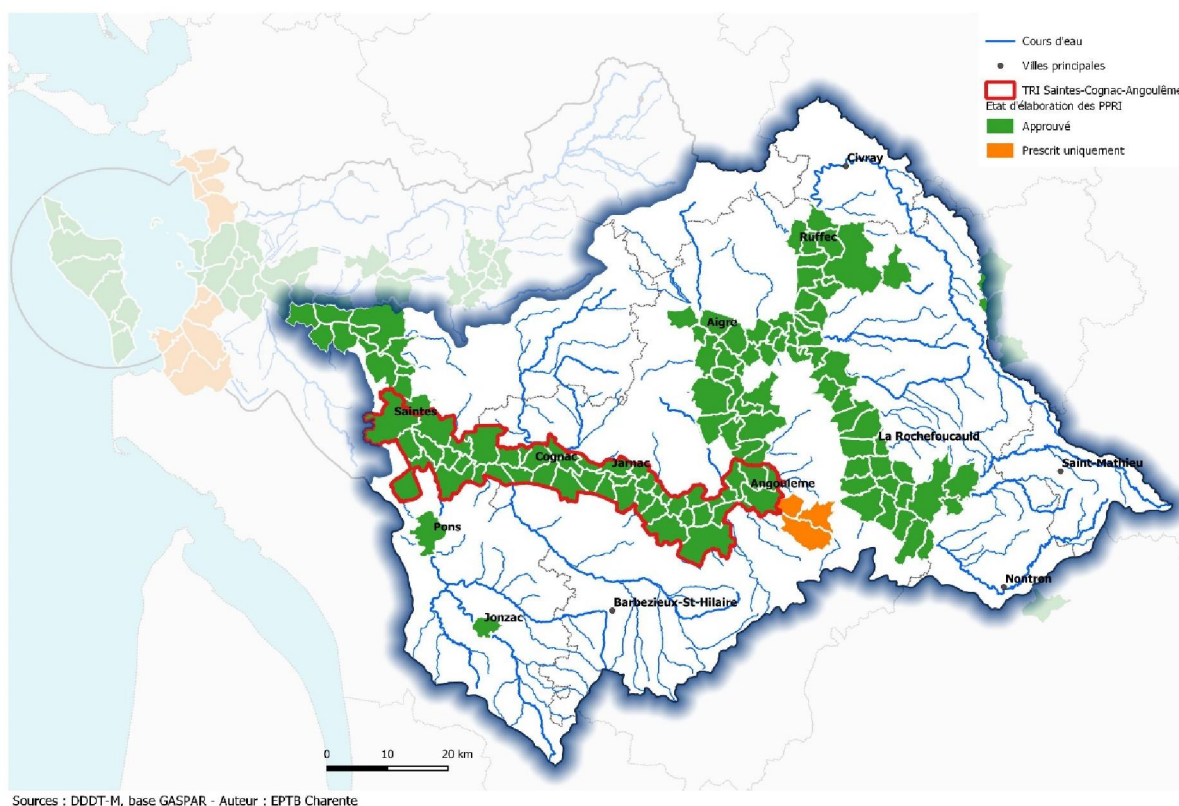 Cours d'eau
Villes principales
TRI Saintes-Cognac-Angoulême
Etat d'élaboration des PPRI
Approuvé
Prescrit uniquement
Civray
Ruffec
Aigre
Saintes
La Rochefoucauld
Cognac
Jarnac
Saint-Mathieu
Angouleme
Pons
Nontron
Barbezieux-St-Hilaire
Jonzac
0 10 20 km
Sources : DDDT-M, base GASPAR - Auteur : EPTB Charente